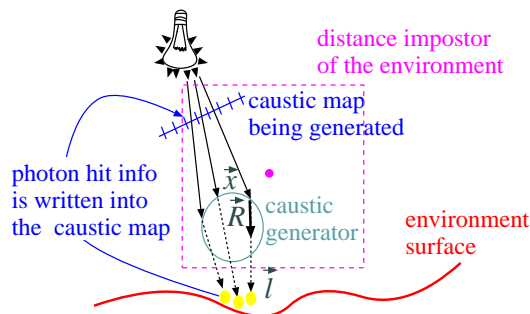 distance impostor
of the environment
caustic map
being generated
photon hit info
is written into
the caustic map
x
R
caustic
generator
environment
surface
l